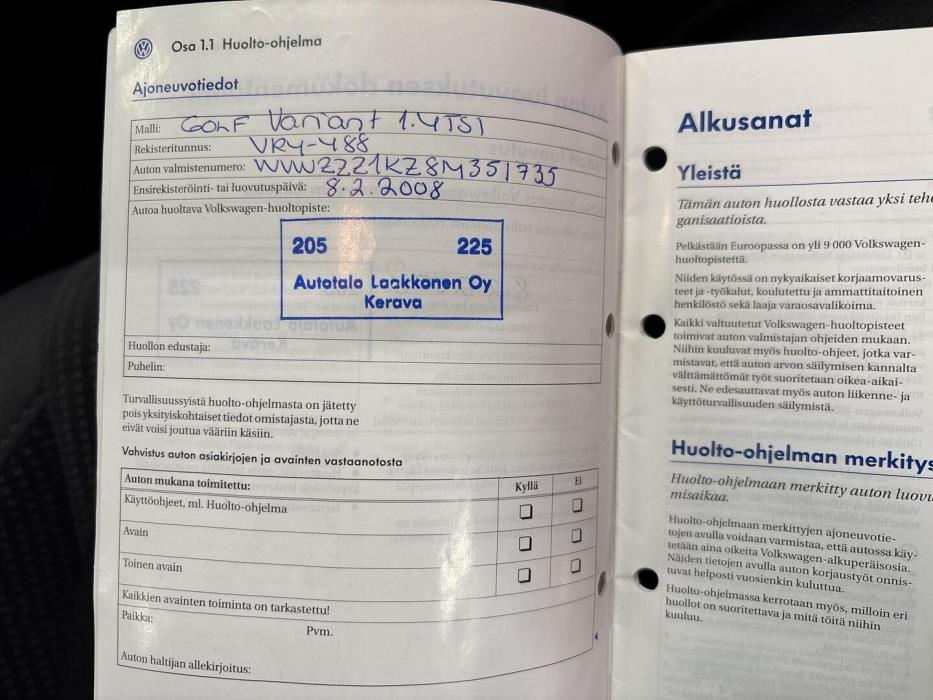 Osa 1.1 Huolto-ohjelma
Ajoneuvotiedot
Malli: GOLF Variant 1.4TSI
Rekisteritunnus: VRY-488
Auton valmistenumero: WVWZZZ1KZ8M351735
Ensirekisteröinti- tai luovutuspäivä: 8.2.2008
Autoa huoltava Volkswagen-huoltopiste:
205 225
Autotalo Laakkonen Oy
Kerava
Huollon edustaja:
Puhelin:
Turvallisuussyistä huolto-ohjelmasta on jätetty
pois yksityiskohtaiset tiedot omistajasta, jotta ne
eivät voisi joutua vääriin käsiin.
Vahvistus auton asiakirjojen ja avainten vastaanotosta
Auton mukana toimitettu: Kyllä Ei
Käyttöohjeet, ml. Huolto-ohjelma
Avain
Toinen avain
Kaikkien avainten toiminta on tarkastettu!
Paikka: Pvm.
Auton haltijan allekirjoitus:
Alkusanat
Yleistä
Tämän auton huollosta vastaa yksi tehe
ganisaatioista.
Pelkästään Euroopassa on yli 9 000 Volkswagen-
huoltopistettä.
Niiden käytössä on nykyaikaiset korjaamovarus-
teet ja -työkalut, koulutettu ja ammattitaitoinen
henkilöstö sekä laaja varaosavalikoima.
Kaikki valtuutetut Volkswagen-huoltopisteet
toimivat auton valmistajan ohjeiden mukaan.
Niihin kuuluvat myös huolto-ohjeet, jotka var-
mistavat, että auton arvon säilymisen kannalta
välttämättömät työt suoritetaan oikea-aikai-
sesti. Ne edesauttavat myös auton liikenne- ja
käyttöturvallisuuden säilymistä.
Huolto-ohjelman merkitys
Huolto-ohjelmaan merkitty auton luovu
misaikaa.
Huolto-ohjelmaan merkittyjen ajoneuvotie-
tojen avulla voidaan varmistaa, että autossa käy-
tetään aina oikeita Volkswagen-alkuperäisosia.
Näiden tietojen avulla auton korjaustyöt onnis-
tuvat helposti vuosienkin kuluttua.
Huolto-ohjelmassa kerrotaan myös, milloin eri
huollot on suoritettava ja mitä töitä niihin
kuuluu.